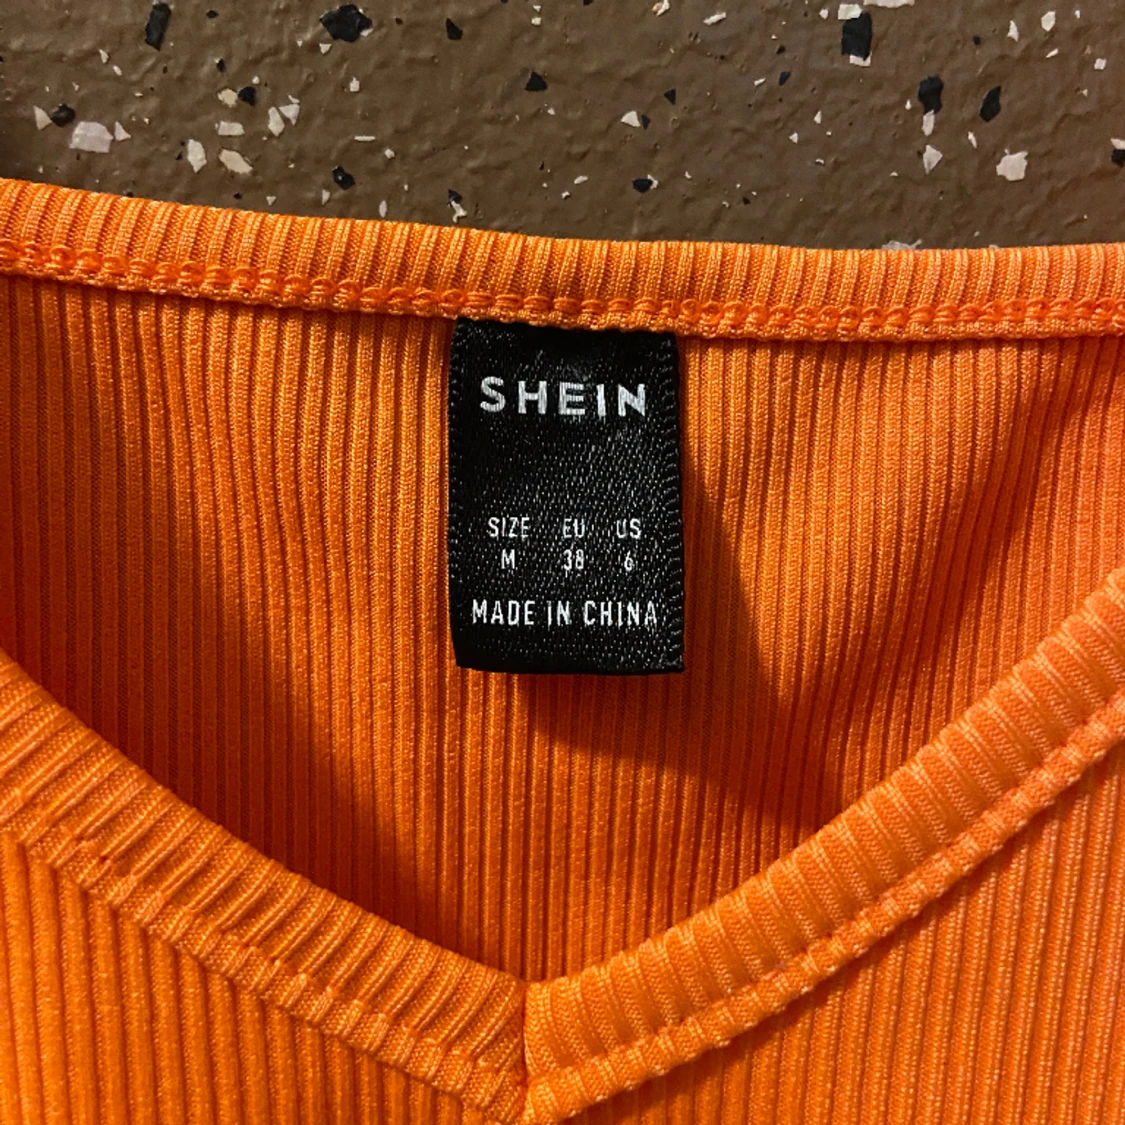 SHEIN
SIZE EU US
M 38 6
MADE IN CHINA